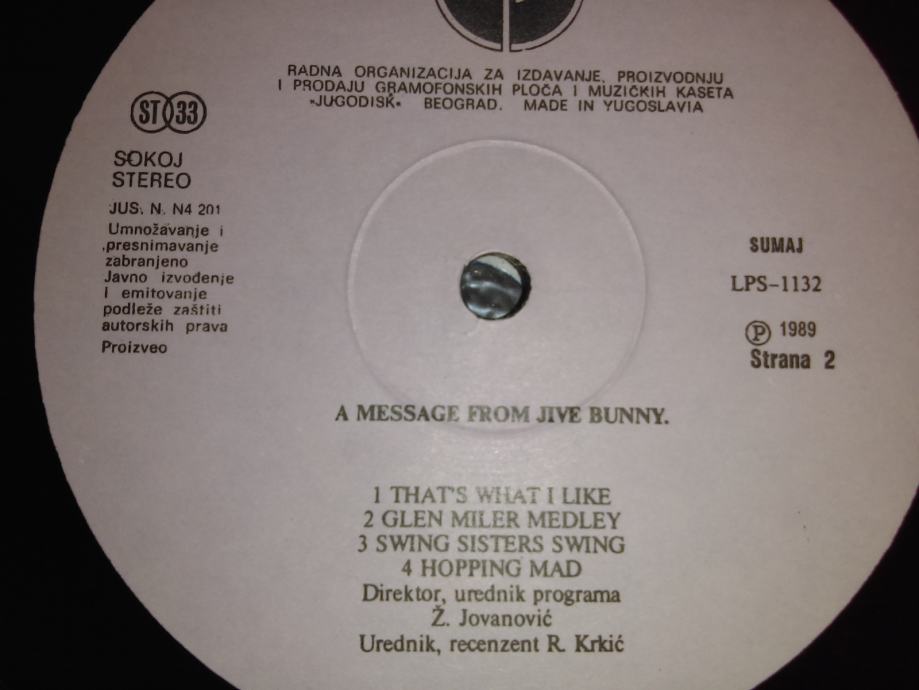 RADNA ORGANIZACIJA ZA IZDAVANJE, PROIZVODNJU
I PRODAJU GRAMOFONSKIH PLOČA I MUZIČKIH KASETA
"JUGODISK" BEOGRAD. MADE IN YUGOSLAVIA
ST 33
SOKOJ
STEREO
JUS. N. N4 201
Umnožavanje i
presnimavanje
zabranjeno
Javno izvođenje
i emitovanje
podleže zaštiti
autorskih prava
Proizveo
SUMAJ
LPS-1132
Ⓟ 1989
Strana 2
A MESSAGE FROM JIVE BUNNY.
1 THAT'S WHAT I LIKE
2 GLEN MILER MEDLEY
3 SWING SISTERS SWING
4 HOPPING MAD
Direktor, urednik programa
Ž. Jovanović
Urednik, recenzent R. Krkić